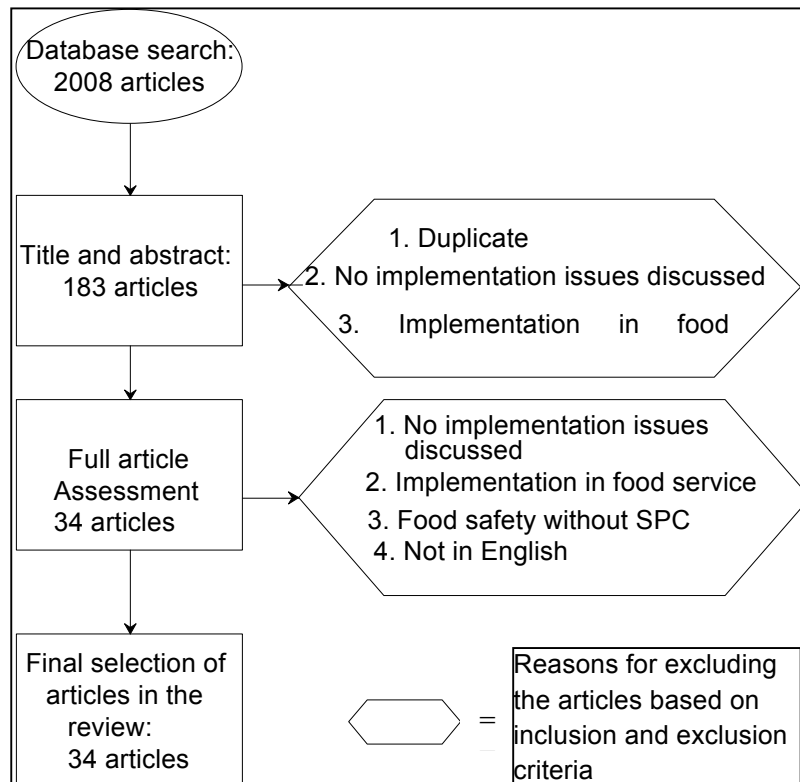 Database search:
2008 articles
Title and abstract:
183 articles
1. Duplicate
2. No implementation issues discussed
3. Implementation in food
Full article
Assessment
34 articles
1. No implementation issues
discussed
2. Implementation in food service
3. Food safety without SPC
4. Not in English
Final selection of
articles in the
review:
34 articles
=
Reasons for excluding
the articles based on
inclusion and exclusion
criteria